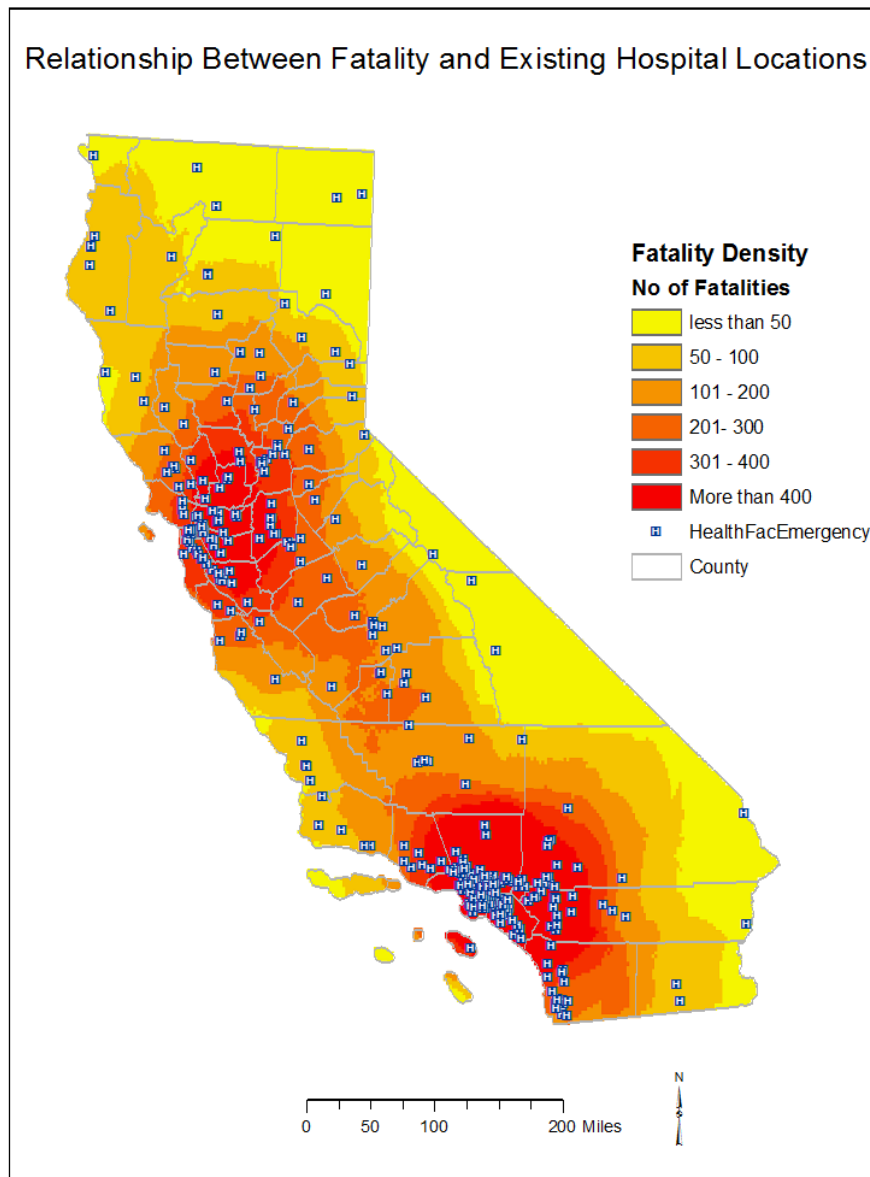 Relationship Between Fatality and Existing Hospital Locations
Fatality Density
No of Fatalities
less than 50
50 - 100
101 - 200
201- 300
301 - 400
More than 400
H HealthFacEmergency
County
N
0 50 100 200 Miles